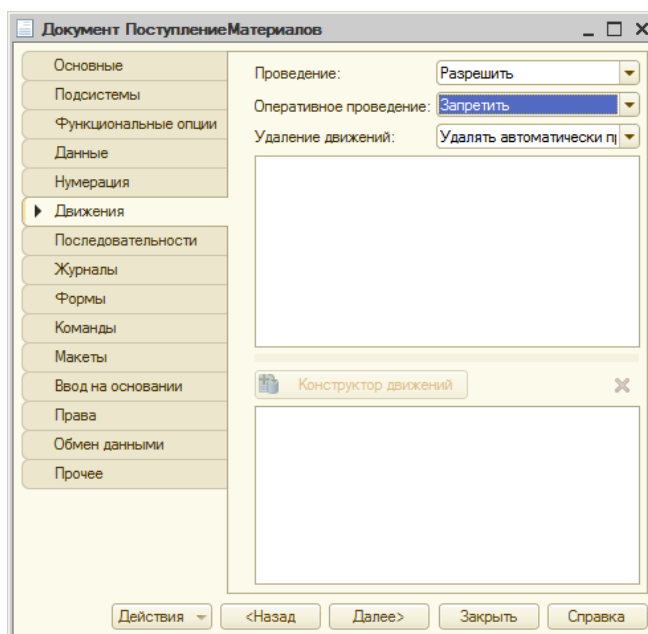 Документ ПоступлениеМатериалов
Основные
Подсистемы
Функциональные опции
Данные
Нумерация
Движения
Последовательности
Журналы
Формы
Команды
Макеты
Ввод на основании
Права
Обмен данными
Прочее
Проведение: Разрешить
Оперативное проведение: Запретить
Удаление движений: Удалять автоматически п
Конструктор движений
Действия <Назад Далее> Закрыть Справка